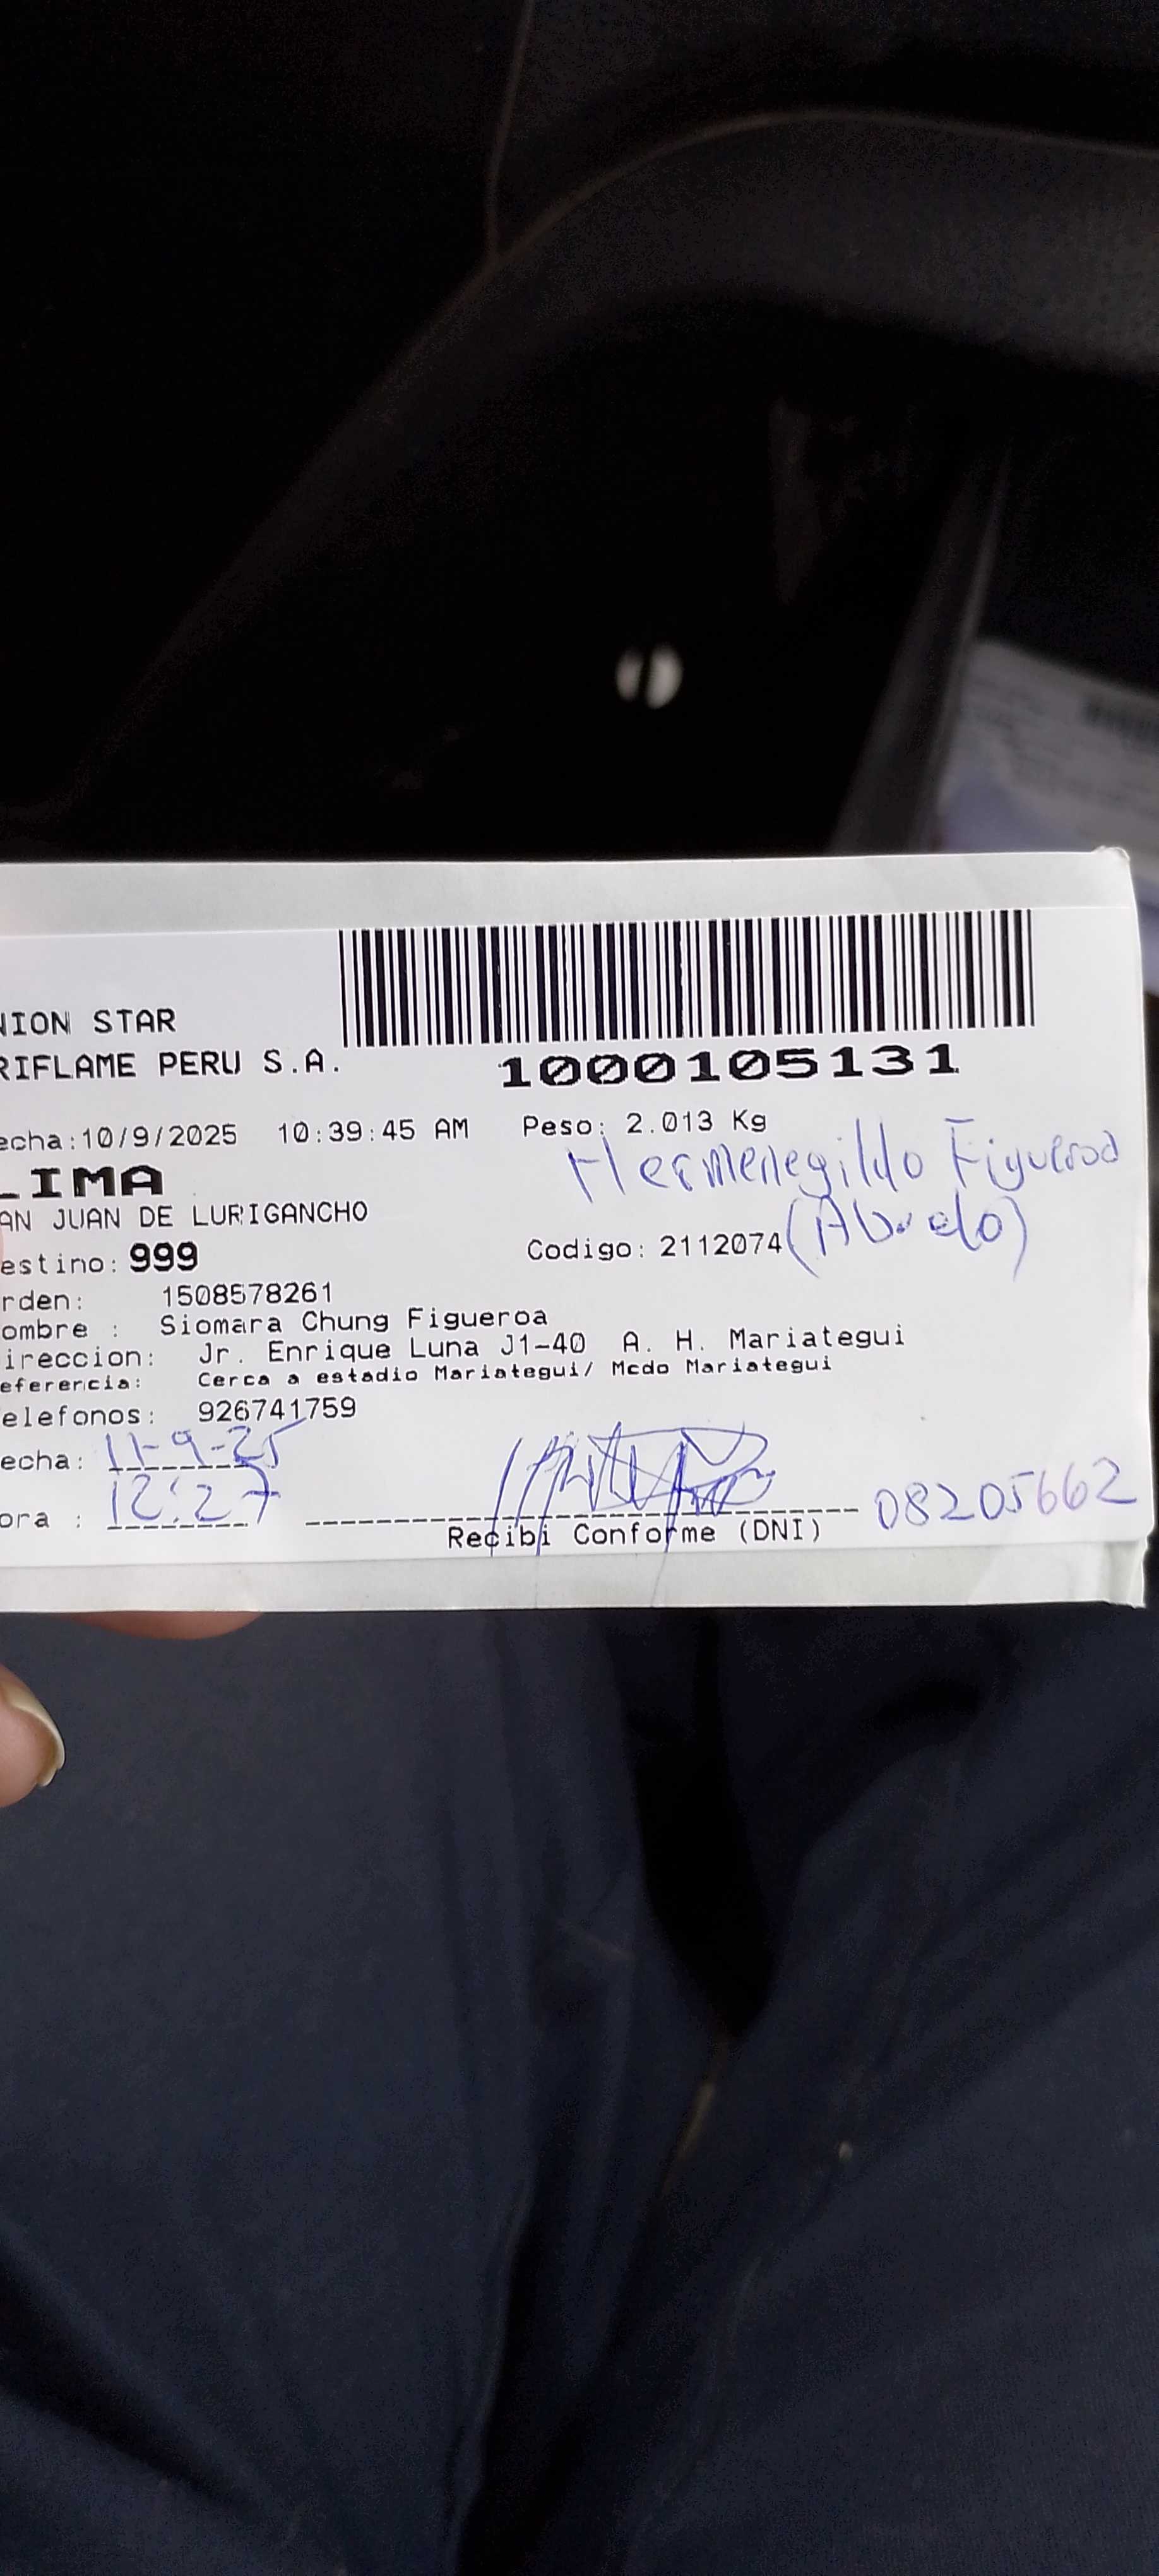 NION STAR
RIFLAME PERU S.A.
1000105131
echa:10/9/2025 10:39:45 AM Peso: 2.013 Kg
Hermenegildo Figueroa
LIMA
AN JUAN DE LURIGANCHO
(Abuelo)
estino: 999 Codigo: 2112074
rden: 1508578261
ombre : Siomara Chung Figueroa
ireccion: Jr. Enrique Luna J1-40 A. H. Mariategui
eferencia: Cerca a estadio Mariategui/ Mcdo Mariategui
elefonos: 926741759
echa: 11-9-25
ora : 12:27
08205662
Recibi Conforme (DNI)